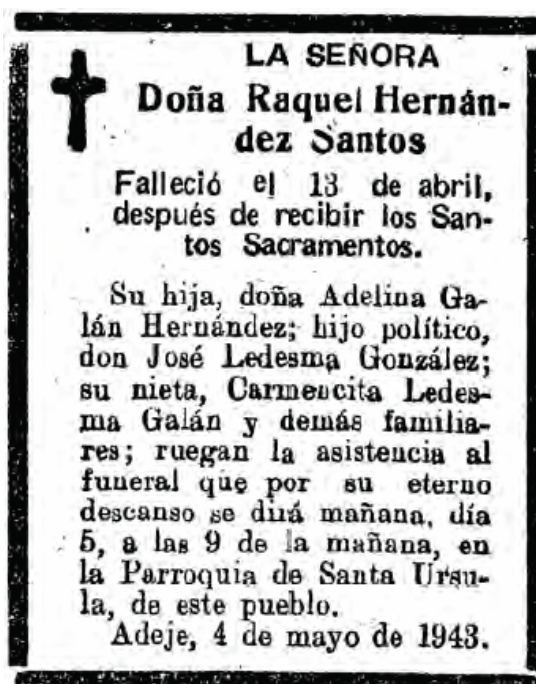 LA SEÑORA
Doña Raquel Hernán-
dez Santos
Falleció el 13 de abril,
después de recibir los San-
tos Sacramentos.
Su hija, doña Adelina Ga-
lán Hernández; hijo político,
don José Ledesma González;
su nieta, Carmencita Ledes-
ma Galán y demás familia-
res; ruegan la asistencia al
funeral que por su eterno
descanso se dirá mañana, día
5, a las 9 de la mañana, en
la Parroquia de Santa Ursu-
la, de este pueblo.
Adeje, 4 de mayo de 1943.